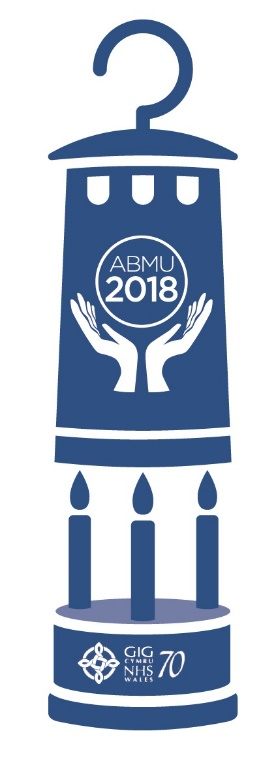 ABMU
2018
GIG
CYMRU
NHS
WALES
70